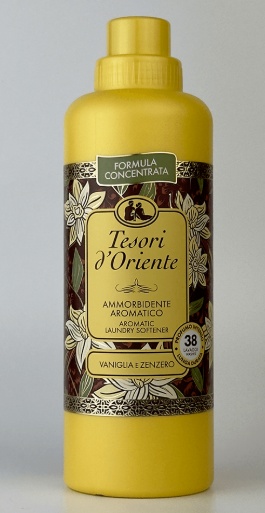 FORMULA
CONCENTRATA
Tesori
d'Oriente
AMMORBIDENTE
AROMATICO
AROMATIC
LAUNDRY SOFTENER
38
VANIGLIA E ZENZERO